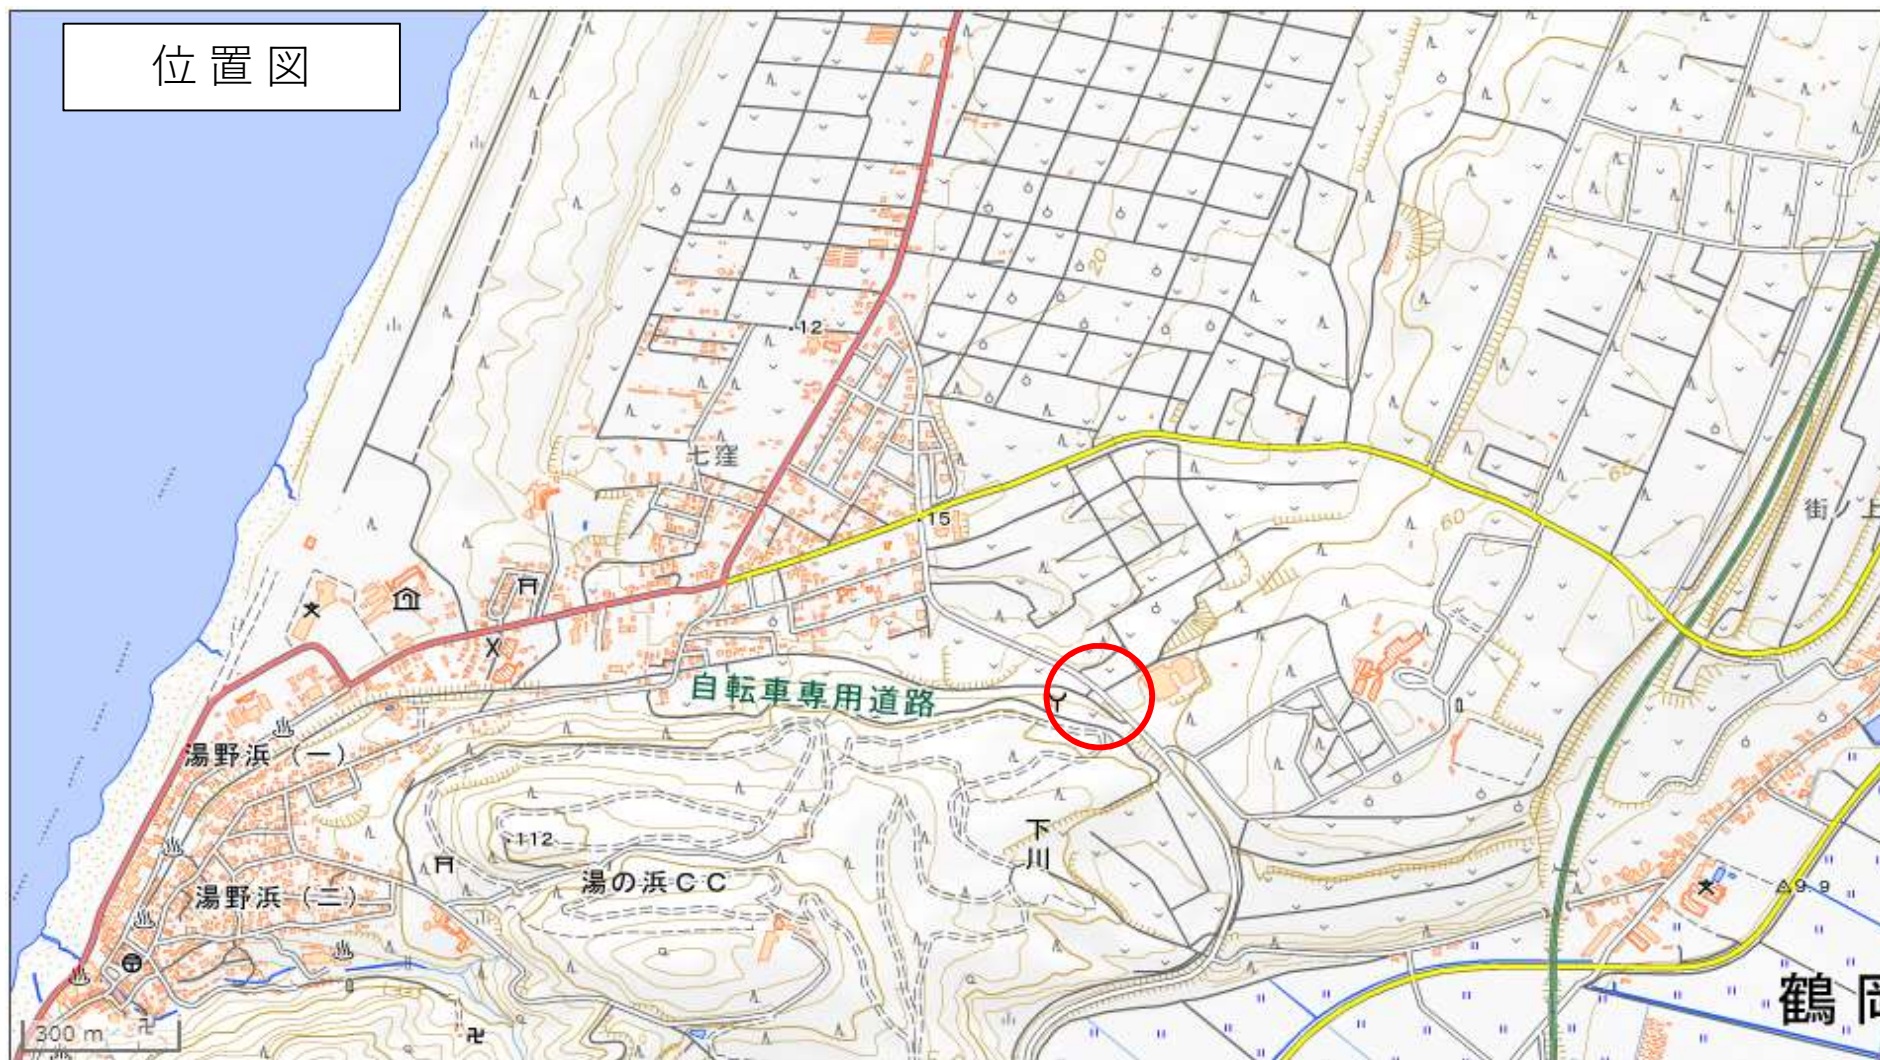 位置図
20
・12
七窪
・15
60
街ノ上
自転車専用道路
湯野浜（一）
下川
・112
湯の浜CC
湯野浜（二）
9.9
鶴岡
300 m